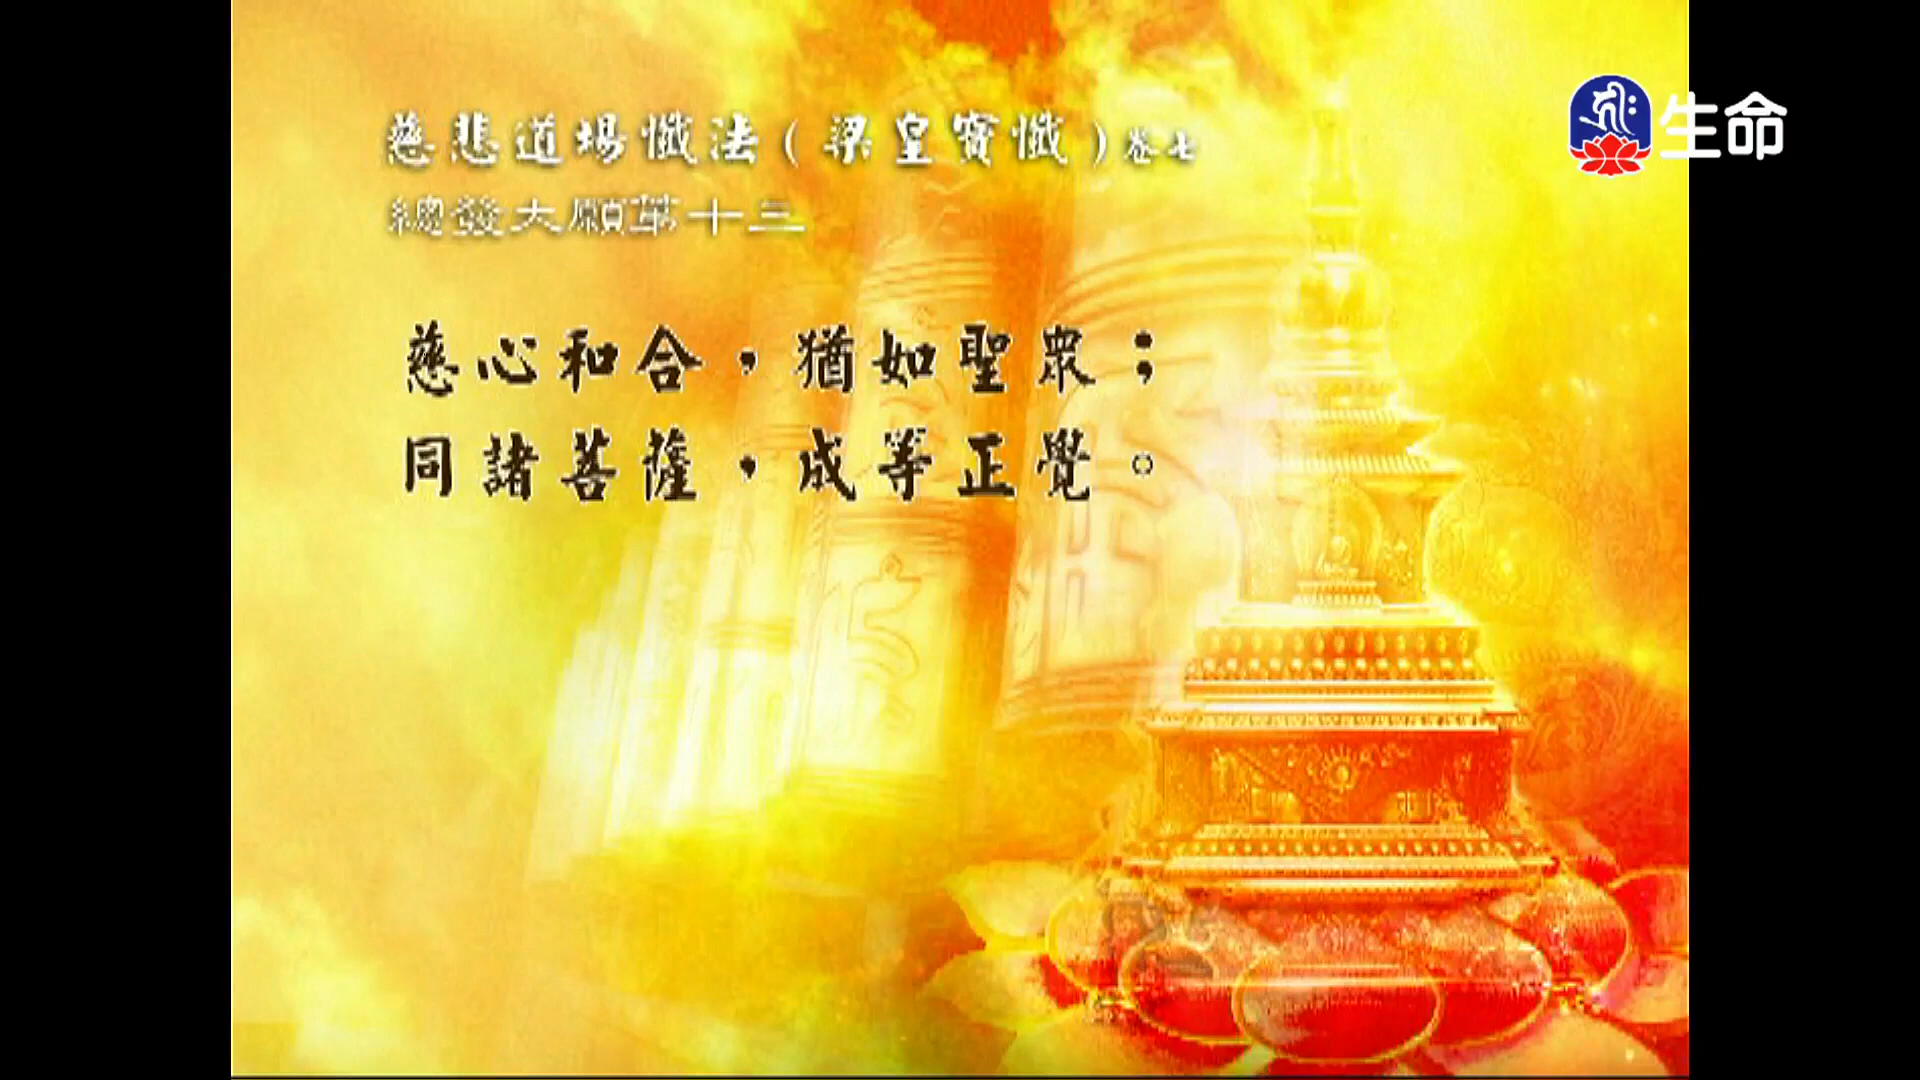 慈悲道場懺法(梁皇寶懺)卷七
總發大願第十三
生命
慈心和合，猶如聖眾；
同諸菩薩，成等正覺。